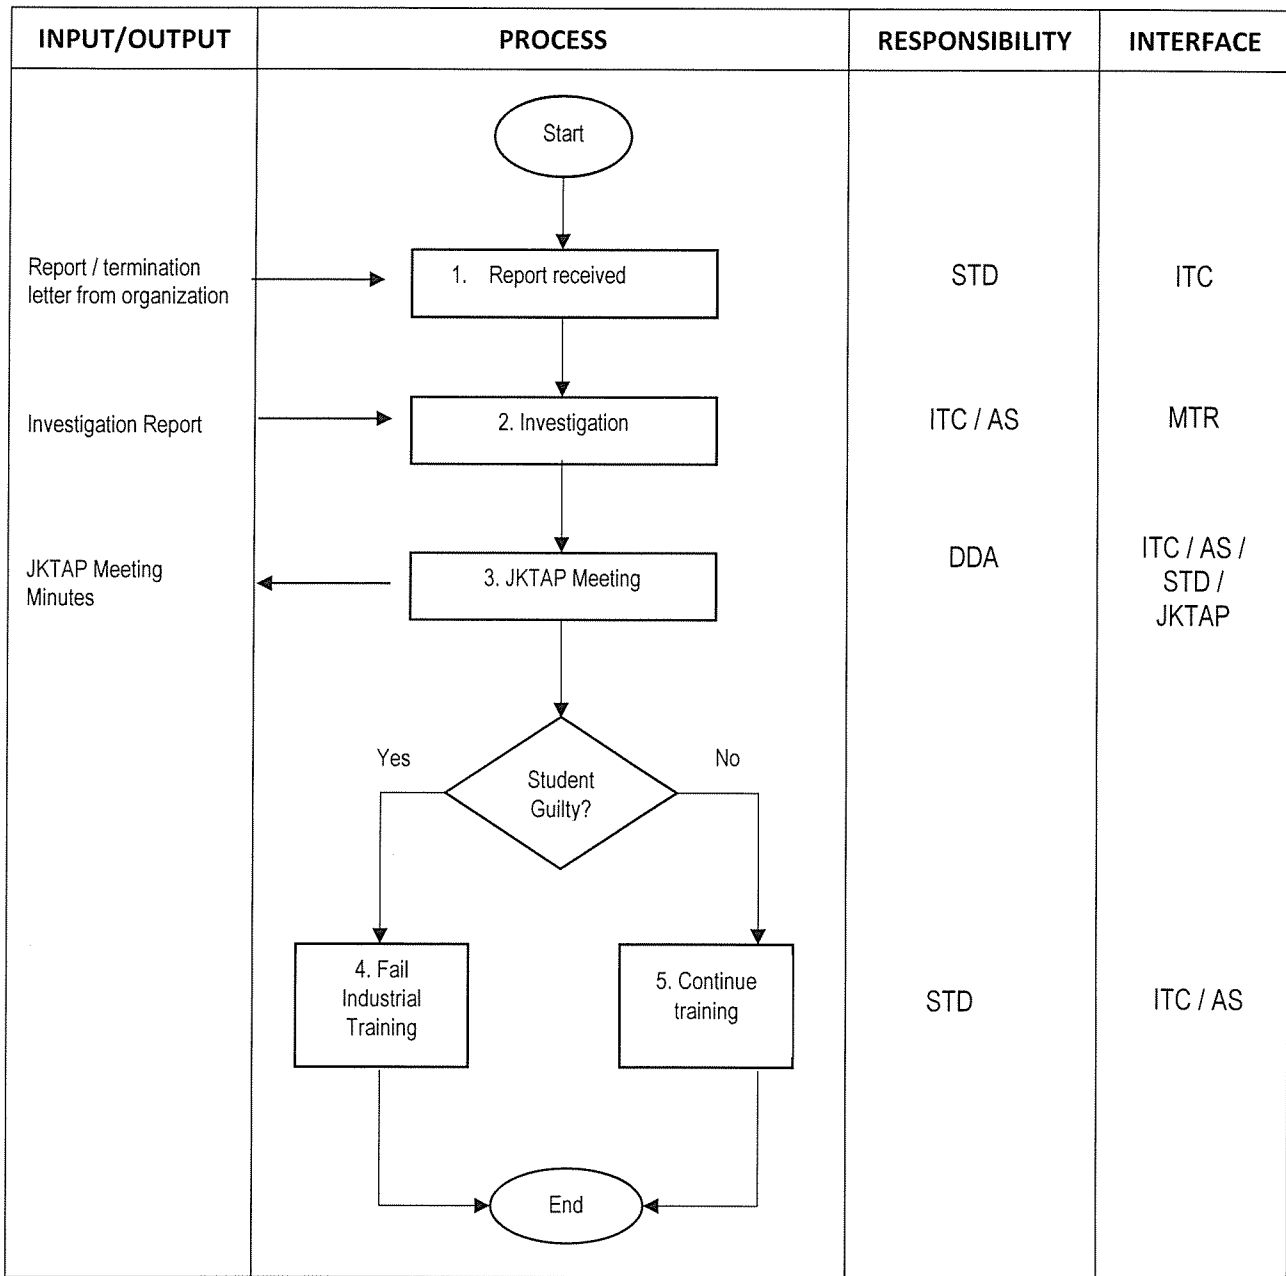 INPUT/OUTPUT
PROCESS
RESPONSIBILITY
INTERFACE
Start
Report / termination
letter from organization
1. Report received
STD
ITC
Investigation Report
2. Investigation
ITC / AS
MTR
JKTAP Meeting
Minutes
3. JKTAP Meeting
DDA
ITC / AS /
STD /
JKTAP
Yes
No
Student
Guilty?
4. Fail
Industrial
Training
5. Continue
training
STD
ITC / AS
End